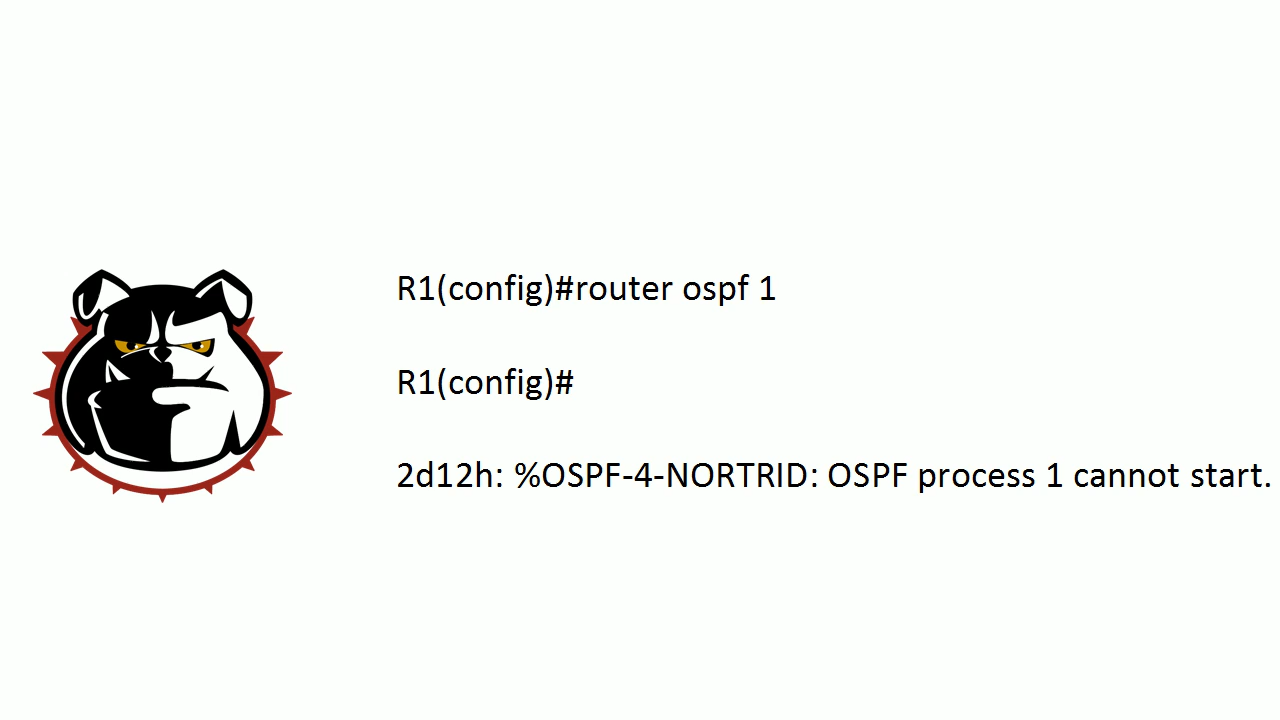 R1(config)#router ospf 1
R1(config)#
2d12h: %OSPF-4-NORTRID: OSPF process 1 cannot start.